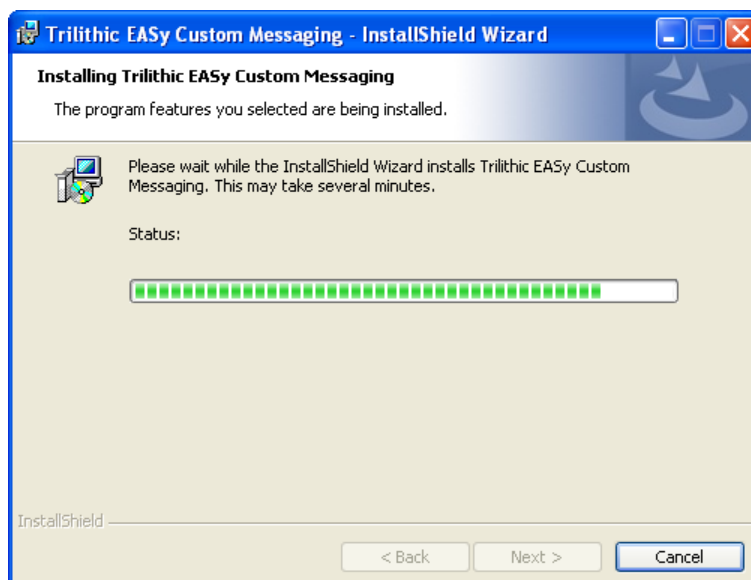 Trilithic EASy Custom Messaging - InstallShield Wizard
Installing Trilithic EASy Custom Messaging
The program features you selected are being installed.
Please wait while the InstallShield Wizard installs Trilithic EASy Custom
Messaging. This may take several minutes.
Status:
InstallShield
< Back Next > Cancel